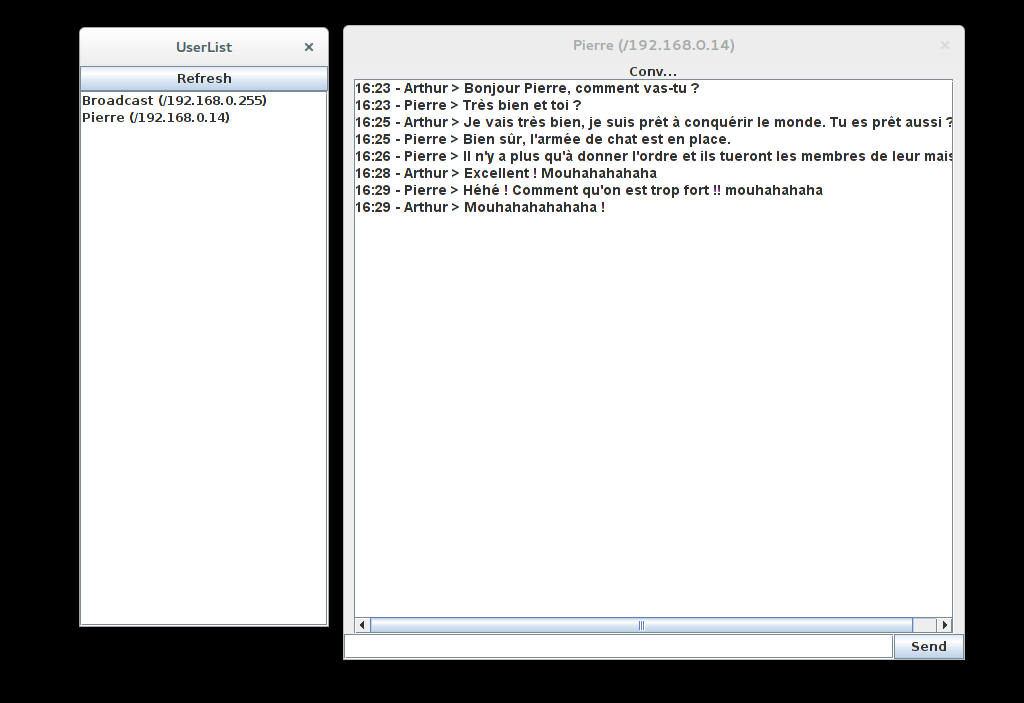 UserList
Refresh
Broadcast (/192.168.0.255)
Pierre (/192.168.0.14)
Pierre (/192.168.0.14)
Conv...
16:23 - Arthur > Bonjour Pierre, comment vas-tu ?
16:23 - Pierre > Très bien et toi ?
16:25 - Arthur > Je vais très bien, je suis prêt à conquérir le monde. Tu es prêt aussi ?
16:25 - Pierre > Bien sûr, l'armée de chat est en place.
16:26 - Pierre > Il n'y a plus qu'à donner l'ordre et ils tueront les membres de leur mais
16:28 - Arthur > Excellent ! Mouhahahahaha
16:29 - Pierre > Héhé ! Comment qu'on est trop fort !! mouhahahaha
16:29 - Arthur > Mouhahahahahaha !
Send